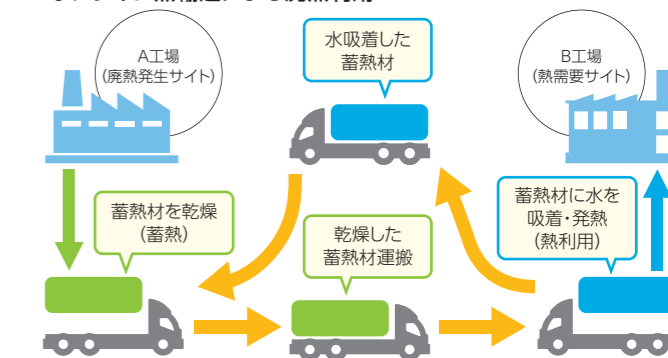 A工場
(廃熱発生サイト)
水吸着した
蓄熱材
B工場
(熱需要サイト)
蓄熱材を乾燥
(蓄熱)
乾燥した
蓄熱材運搬
蓄熱材に水を
吸着・発熱
(熱利用)